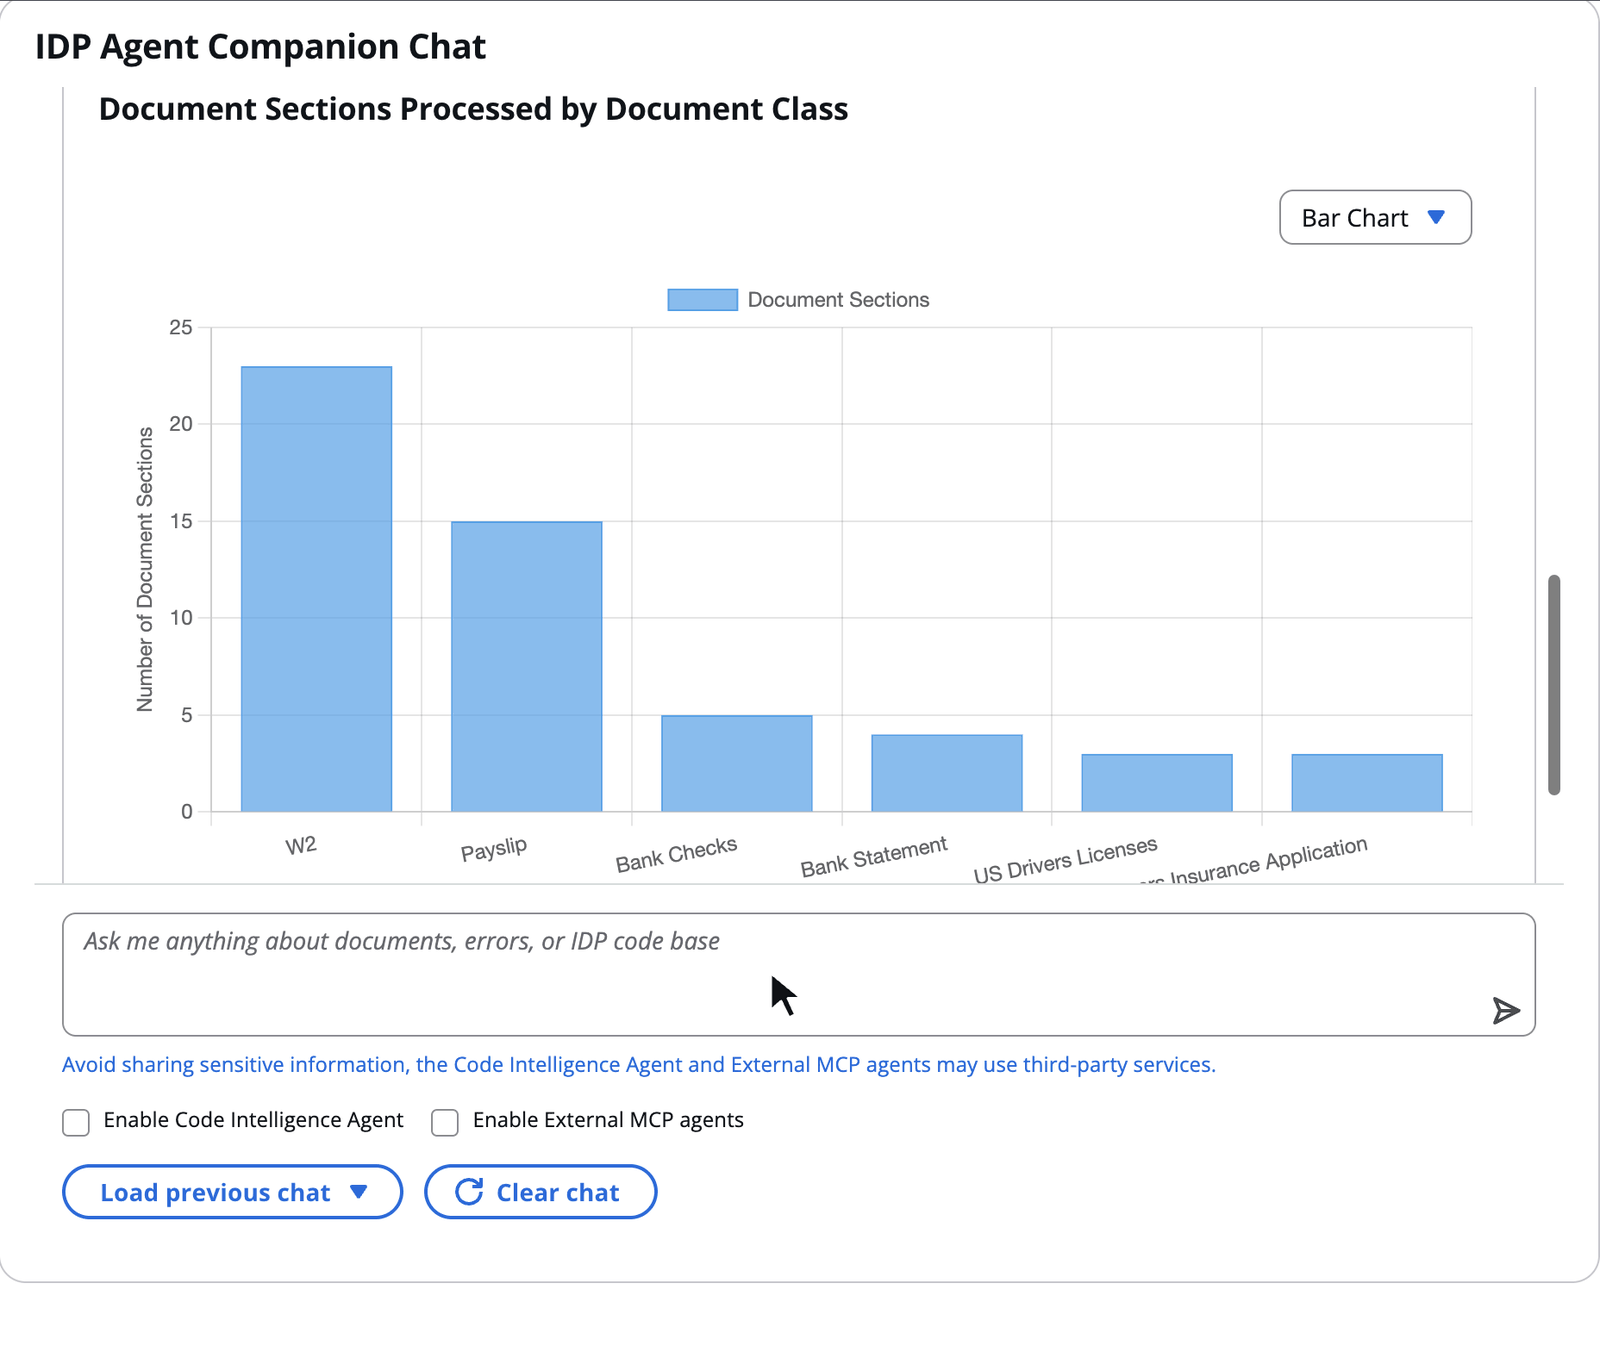 IDP Agent Companion Chat
Document Sections Processed by Document Class
Bar Chart
Document Sections
Number of Document Sections
25
20
15
10
5
0
W2
Payslip
Bank Checks
Bank Statement
US Drivers Licenses
Insurance Application
Ask me anything about documents, errors, or IDP code base
Avoid sharing sensitive information, the Code Intelligence Agent and External MCP agents may use third-party services.
Enable Code Intelligence Agent Enable External MCP agents
Load previous chat Clear chat